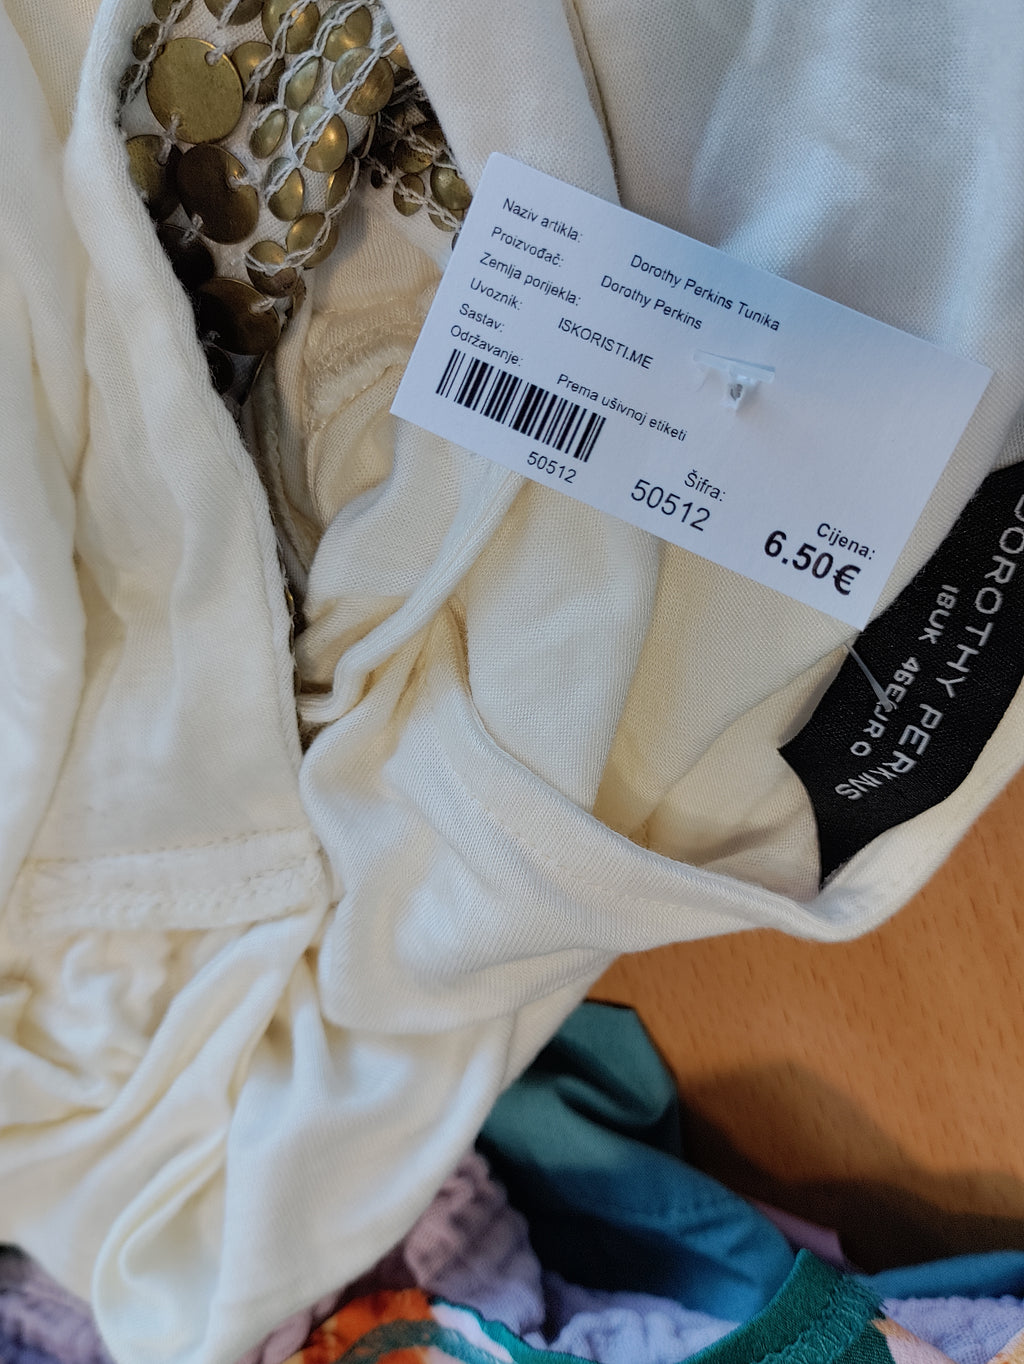 Naziv artikla: Dorothy Perkins Tunika
Proizvođač: Dorothy Perkins
Zemlja porijekla:
Uvoznik: ISKORISTI.ME
Sastav:
Održavanje: Prema ušivnoj etiketi
50512
Šifra:
50512
Cijena:
6.50€
DOROTHY PERKINS
18UK 46EURO